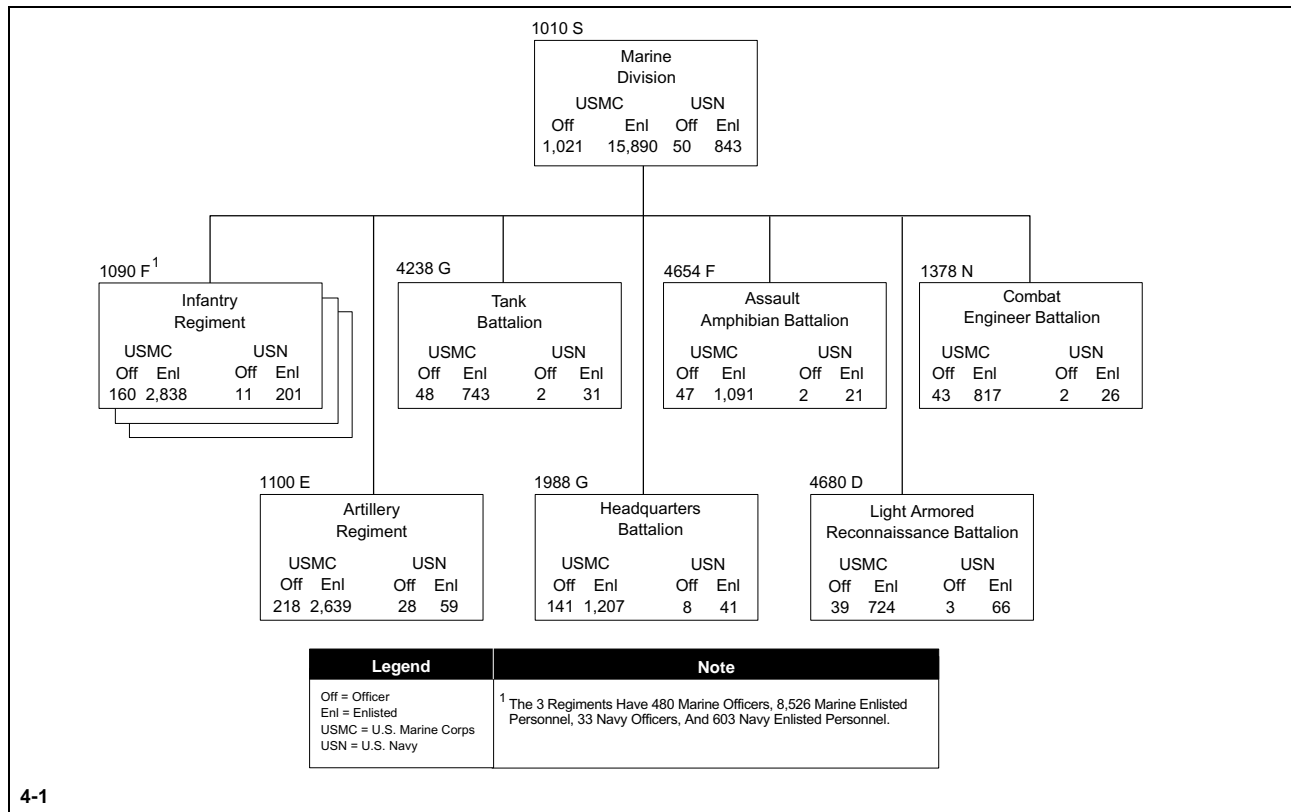 1010 S
Marine
Division
USMC USN
Off Enl Off Enl
1,021 15,890 50 843
1090 F1
Infantry
Regiment
USMC USN
Off Enl Off Enl
160 2,838 11 201
4238 G
Tank
Battalion
USMC USN
Off Enl Off Enl
48 743 2 31
4654 F
Assault
Amphibian Battalion
USMC USN
Off Enl Off Enl
47 1,091 2 21
1378 N
Combat
Engineer Battalion
USMC USN
Off Enl Off Enl
43 817 2 26
1100 E
Artillery
Regiment
USMC USN
Off Enl Off Enl
218 2,639 28 59
1988 G
Headquarters
Battalion
USMC USN
Off Enl Off Enl
141 1,207 8 41
4680 D
Light Armored
Reconnaissance Battalion
USMC USN
Off Enl Off Enl
39 724 3 66
Legend
Off = Officer
Enl = Enlisted
USMC = U.S. Marine Corps
USN = U.S. Navy
Note
1 The 3 Regiments Have 480 Marine Officers, 8,526 Marine Enlisted
Personnel, 33 Navy Officers, And 603 Navy Enlisted Personnel.
4-1